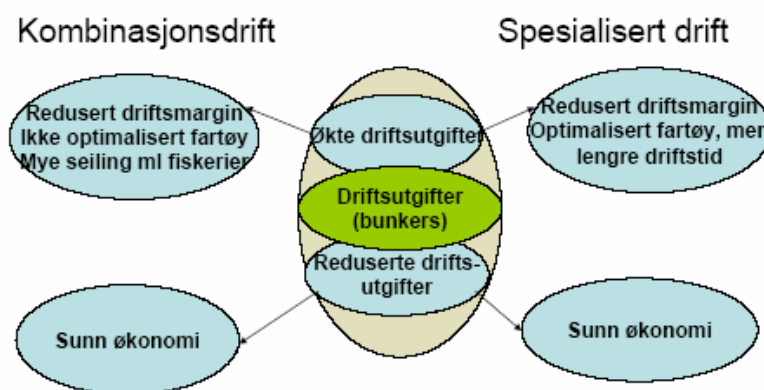 Kombinasjonsdrift
Spesialisert drift
Redusert driftsmargin
Ikke optimalisert fartøy
Mye seiling ml fiskerier
Økte driftsutgifter
Redusert driftsmargin
Optimalisert fartøy, men
lengre driftstid
Driftsutgifter
(bunkers)
Reduserte drifts-
utgifter
Sunn økonomi
Sunn økonomi